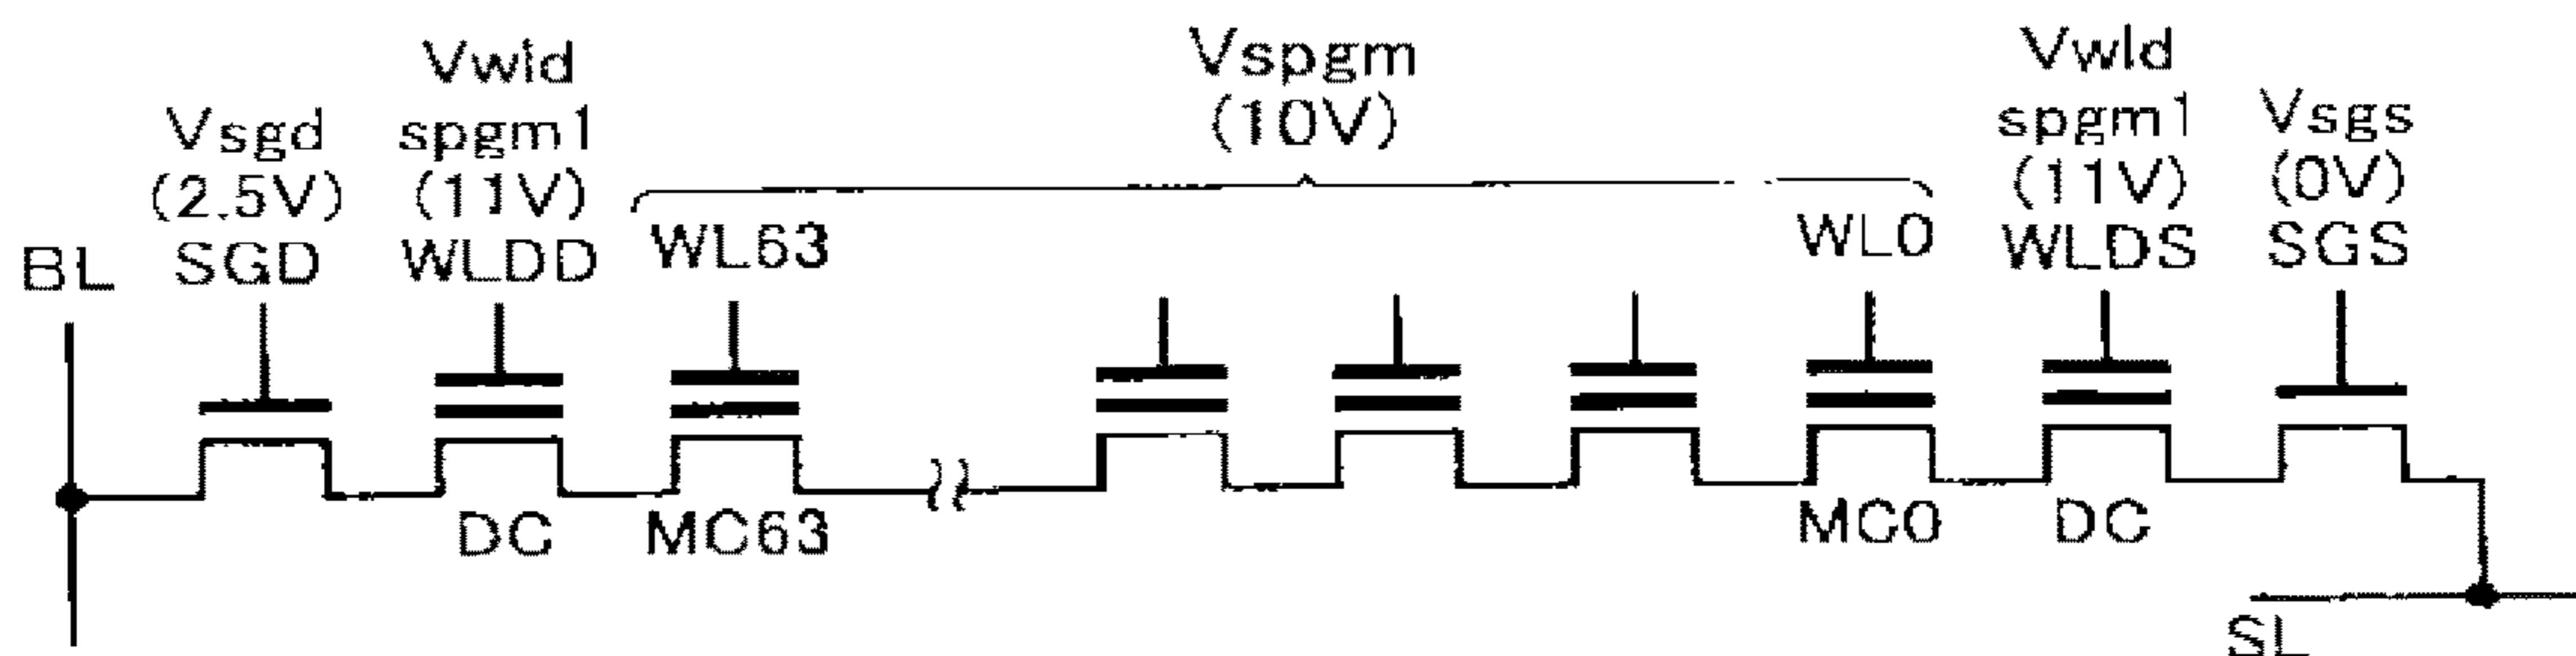 Vspgm
(10V)
Vwld
spgm1
(11V)
WLDD
Vsgd
(2.5V)
SGD
BL
WL63
WL0
Vwld
spgm1
(11V)
WLDS
Vsgs
(0V)
SGS
DC
MC63
MC0
DC
SL